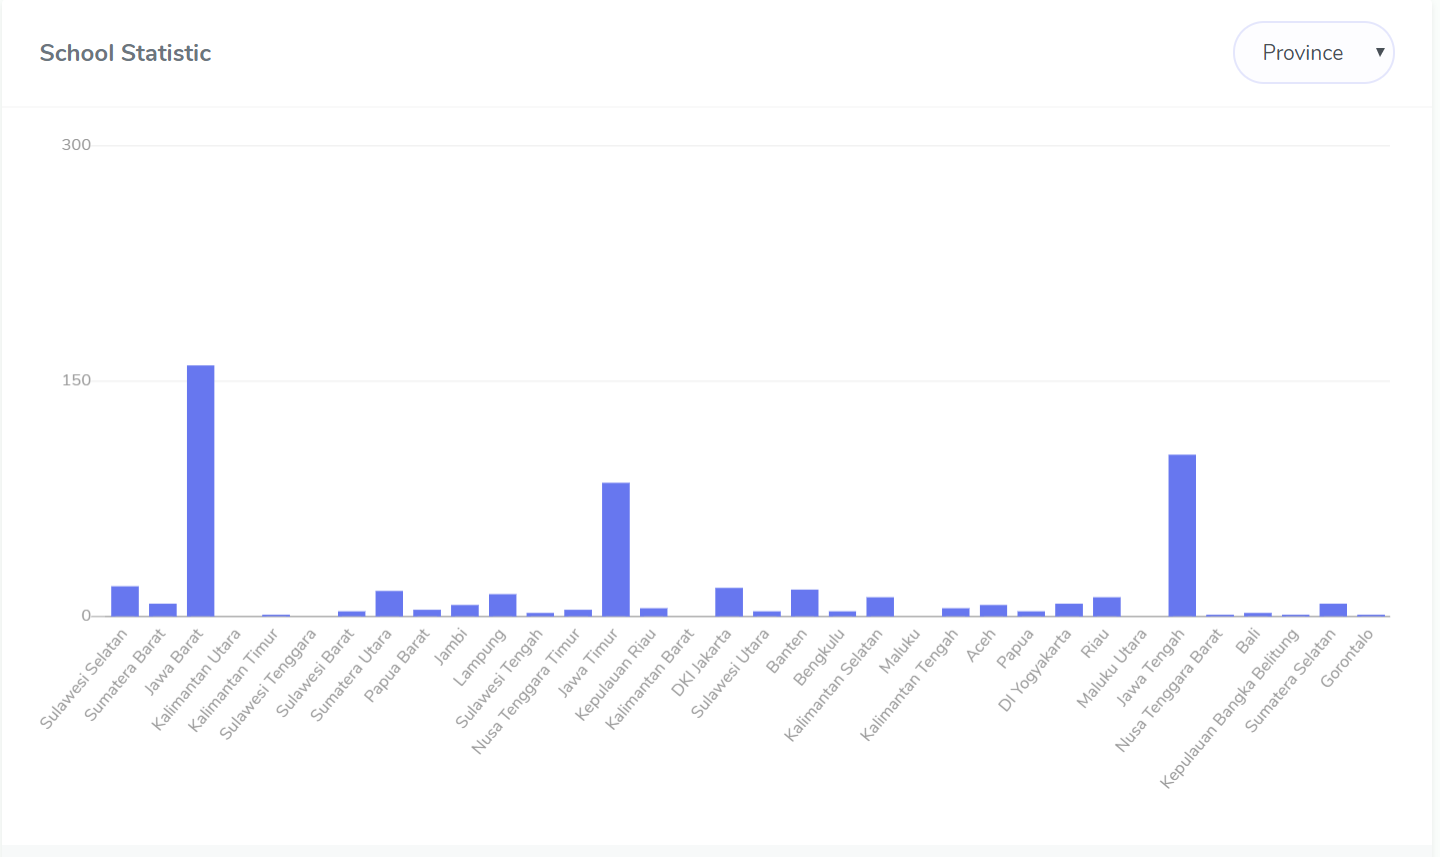 School Statistic
Province
300
150
0
Sulawesi Selatan
Sumatera Barat
Jawa Barat
Kalimantan Utara
Kalimantan Timur
Sulawesi Tenggara
Sulawesi Barat
Sumatera Utara
Papua Barat
Jambi
Lampung
Sulawesi Tengah
Nusa Tenggara Timur
Jawa Timur
Kepulauan Riau
Kalimantan Barat
DKI Jakarta
Sulawesi Utara
Banten
Bengkulu
Kalimantan Selatan
Maluku
Kalimantan Tengah
Aceh
Papua
DI Yogyakarta
Riau
Maluku Utara
Jawa Tengah
Nusa Tenggara Barat
Bali
Kepulauan Bangka Belitung
Sumatera Selatan
Gorontalo